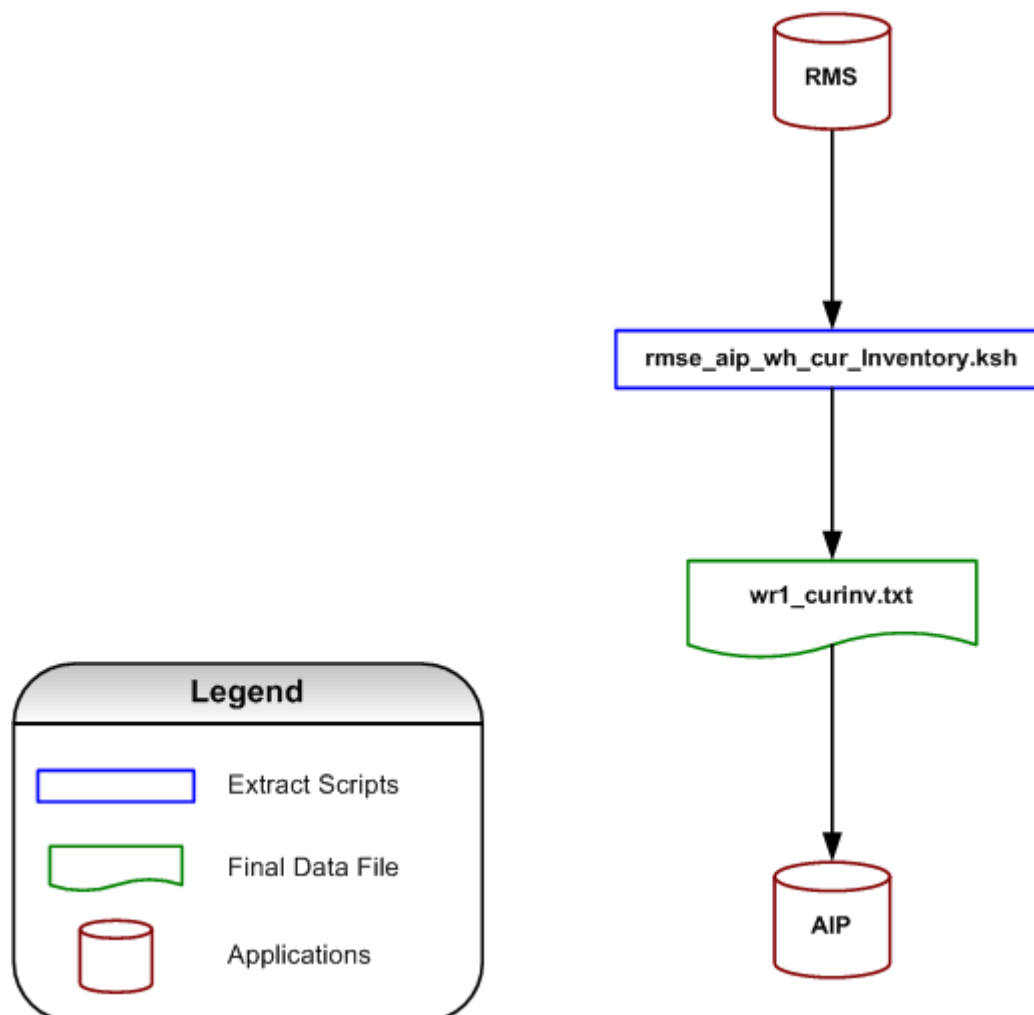 RMS
rmse_aip_wh_cur_Inventory.ksh
wr1_curinv.txt
AIP
Legend
Extract Scripts
Final Data File
Applications